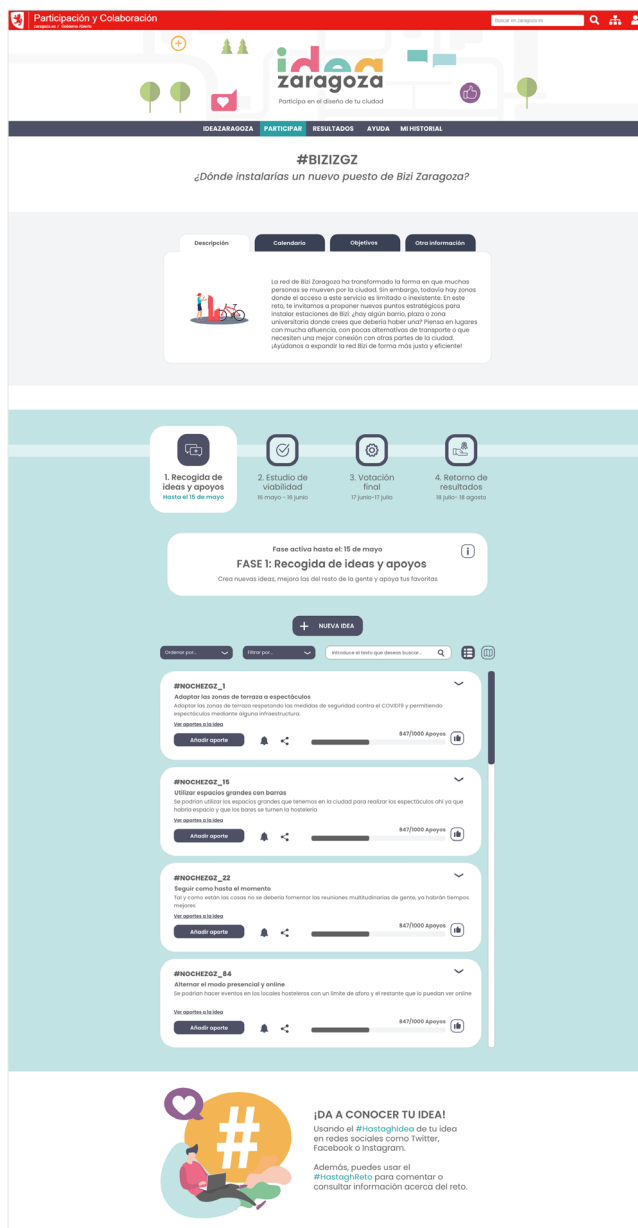 Participación y Colaboración
zaragoza.es / Gobierno Abierto
Buscar en zaragoza.es
idea
zaragoza
Participa en el diseño de tu ciudad
IDEAZARAGOZA PARTICIPAR RESULTADOS AYUDA MI HISTORIAL
#BIZIZGZ
¿Dónde instalarías un nuevo puesto de Bizi Zaragoza?
Descripción Calendario Objetivos Otra información
La red de Bizi Zaragoza ha transformado la forma en que muchas
personas se mueven por la ciudad. Sin embargo, todavía hay zonas
donde el acceso a este servicio es limitado o inexistente. En este
reto, te invitamos a proponer nuevos puntos estratégicos para
instalar estaciones de Bizi: ¿hay algún barrio, plaza o zona
universitaria donde crees que debería haber una? Piensa en lugares
con mucha afluencia, con pocas alternativas de transporte o que
necesiten una mejor conexión con otras partes de la ciudad.
¡Ayúdanos a expandir la red Bizi de forma más justa y eficiente!
1. Recogida de
ideas y apoyos
Hasta el 15 de mayo
2. Estudio de
viabilidad
16 mayo - 16 junio
3. Votación
final
17 junio-17 julio
4. Retorno de
resultados
18 julio- 18 agosto
Fase activa hasta el: 15 de mayo
FASE 1: Recogida de ideas y apoyos
Crea nuevas ideas, mejora las del resto de la gente y apoya tus favoritas
+ NUEVA IDEA
Ordenar por... Filtrar por... Introduce el texto que deseas buscar...
#NOCHEZGZ_1
Adaptar las zonas de terraza a espectáculos
Adaptar las zonas de terraza respetando las medidas de seguridad contra el COVID19 y permitiendo
espectáculos mediante alguna infraestructura.
Ver aportes a la idea
847/1000 Apoyos
Añadir aporte
#NOCHEZGZ_15
Utilizar espacios grandes con barras
Se podrían utilizar los espacios grandes que tenemos en la ciudad para realizar los espectáculos ahí ya que
habría espacio y que los bares se turnen la hostelería
Ver aportes a la idea
847/1000 Apoyos
Añadir aporte
#NOCHEZGZ_22
Seguir como hasta el momento
Tal y como están las cosas no se debería fomentar las reuniones multitudinarias de gente, ya habrán tiempos
mejores
Ver aportes a la idea
847/1000 Apoyos
Añadir aporte
#NOCHEZGZ_84
Alternar el modo presencial y online
Se podrían hacer eventos en los locales hosteleros con un límite de aforo y el restante que lo puedan ver online
Ver aportes a la idea
847/1000 Apoyos
Añadir aporte
#
¡DA A CONOCER TU IDEA!
Usando el #HastaghIdea de tu idea
en redes sociales como Twitter,
Facebook o Instagram.
Además, puedes usar el
#HastaghReto para comentar o
consultar información acerca del reto.